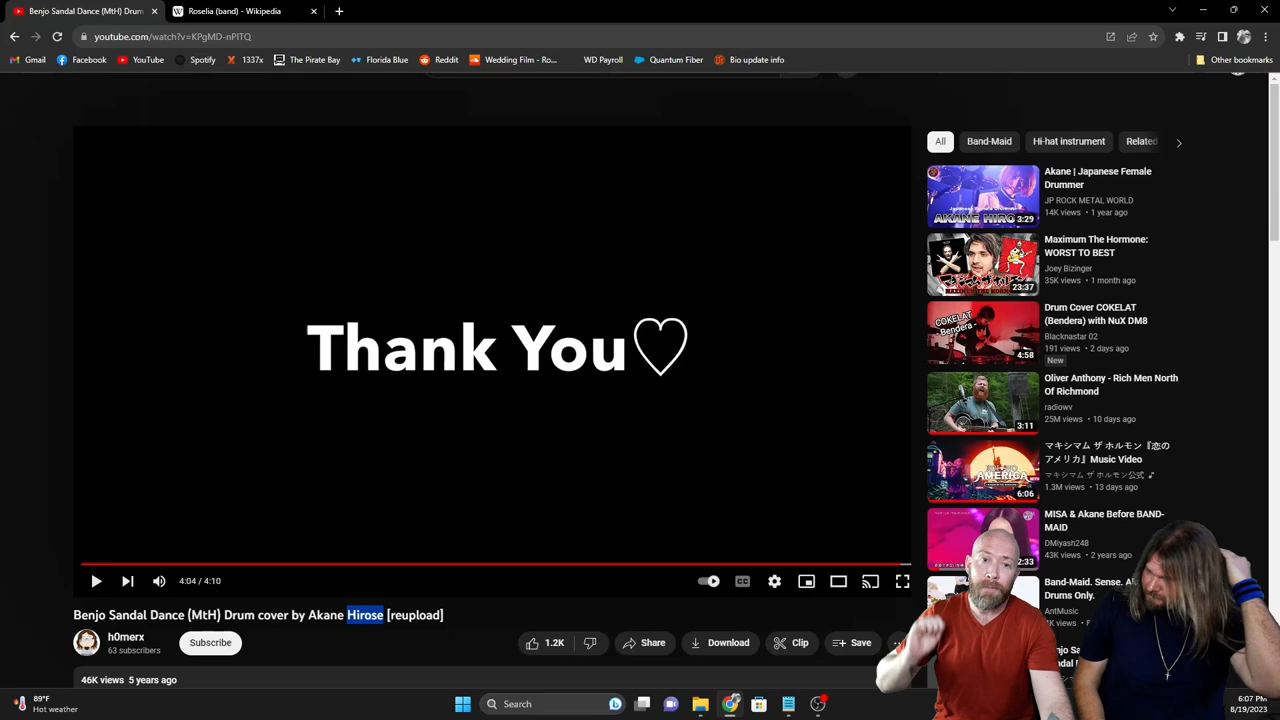 Benjo Sandal Dance (MtH) Drum
Roselia (band) - Wikipedia
youtube.com/watch?v=KPgMD-nPITQ
Gmail
Facebook
YouTube
Spotify
1337x
The Pirate Bay
Florida Blue
Reddit
Wedding Film - Ro...
WD Payroll
Quantum Fiber
Bio update info
Other bookmarks
Thank You♡
4:04 / 4:10
CC
Benjo Sandal Dance (MtH) Drum cover by Akane Hirose [reupload]
h0merx
63 subscribers
Subscribe
1.2K
Share
Download
Clip
Save
46K views 5 years ago
All
Band-Maid
Hi-hat instrument
Related
AKANE HIRO
3:29
Akane | Japanese Female
Drummer
JP ROCK METAL WORLD
14K views • 1 year ago
23:37
Maximum The Hormone:
WORST TO BEST
Joey Bizinger
35K views • 1 month ago
COKELAT
Bendera -
4:58
Drum Cover COKELAT
(Bendera) with NuX DM8
Blacknastar 02
191 views • 2 days ago
New
3:11
Oliver Anthony - Rich Men North
Of Richmond
radiowv
25M views • 10 days ago
AMERICA
6:06
マキシマム ザ ホルモン『恋の
アメリカ』Music Video
マキシマム ザ ホルモン公式
1.3M views • 13 days ago
2:33
MISA & Akane Before BAND-
MAID
DMiyash248
43K views • 2 years ago
Band-Maid. Sense.
Drums Only.
AntMusic
89°F
Hot weather
Search
6:07 PM
8/19/2023